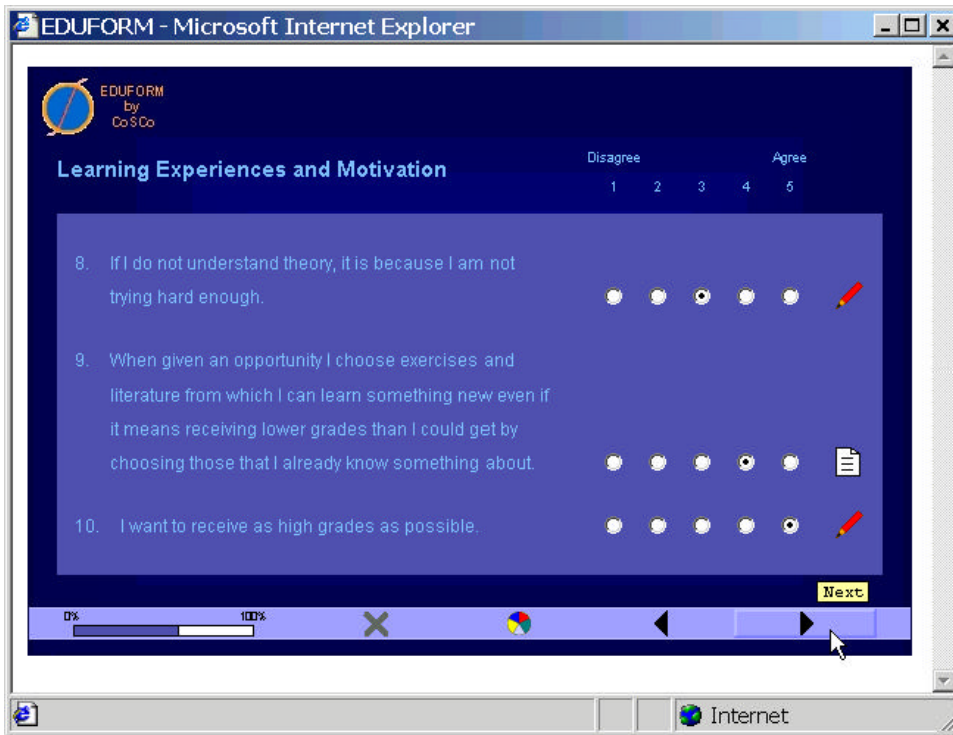 EDUFORM - Microsoft Internet Explorer
EDUFORM
by
CoSCo
Learning Experiences and Motivation
Disagree Agree
1 2 3 4 5
8. If I do not understand theory, it is because I am not
trying hard enough.
9. When given an opportunity I choose exercises and
literature from which I can learn something new even if
it means receiving lower grades than I could get by
choosing those that I already know something about.
10. I want to receive as high grades as possible.
Next
0% 100%
Internet